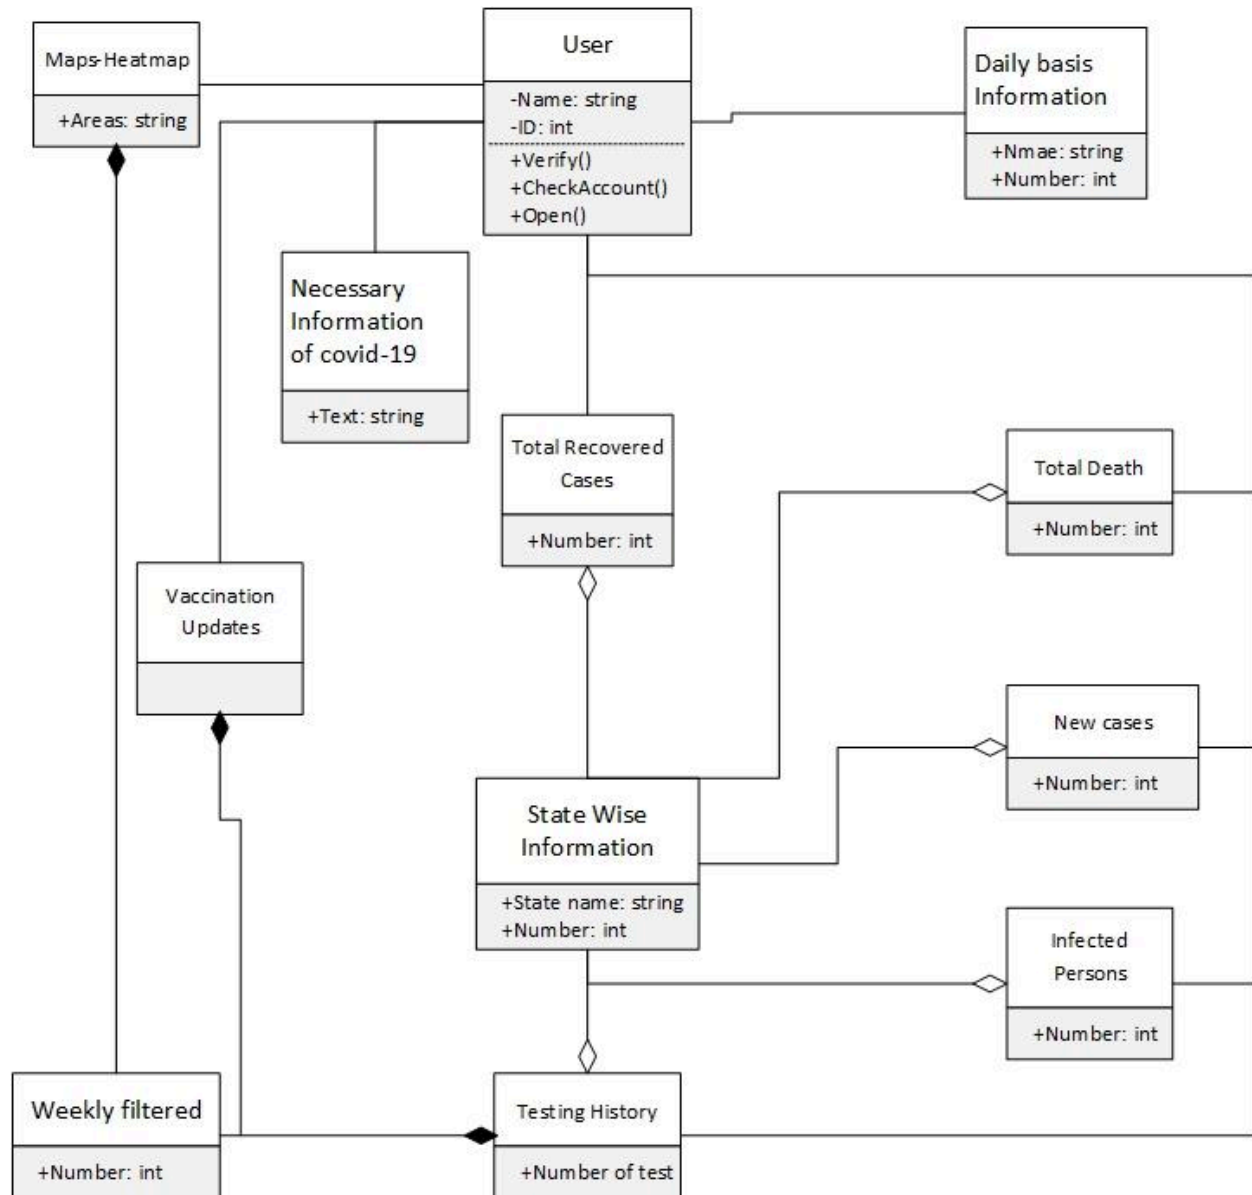 Maps-Heatmap
+Areas: string
User
-Name: string
-ID: int
+Verify()
+CheckAccount()
+Open()
Daily basis
Information
+Nmae: string
+Number: int
Necessary
Information
of covid-19
+Text: string
Total Recovered
Cases
+Number: int
Total Death
+Number: int
Vaccination
Updates
New cases
+Number: int
State Wise
Information
+State name: string
+Number: int
Infected
Persons
+Number: int
Weekly filtered
+Number: int
Testing History
+Number of test